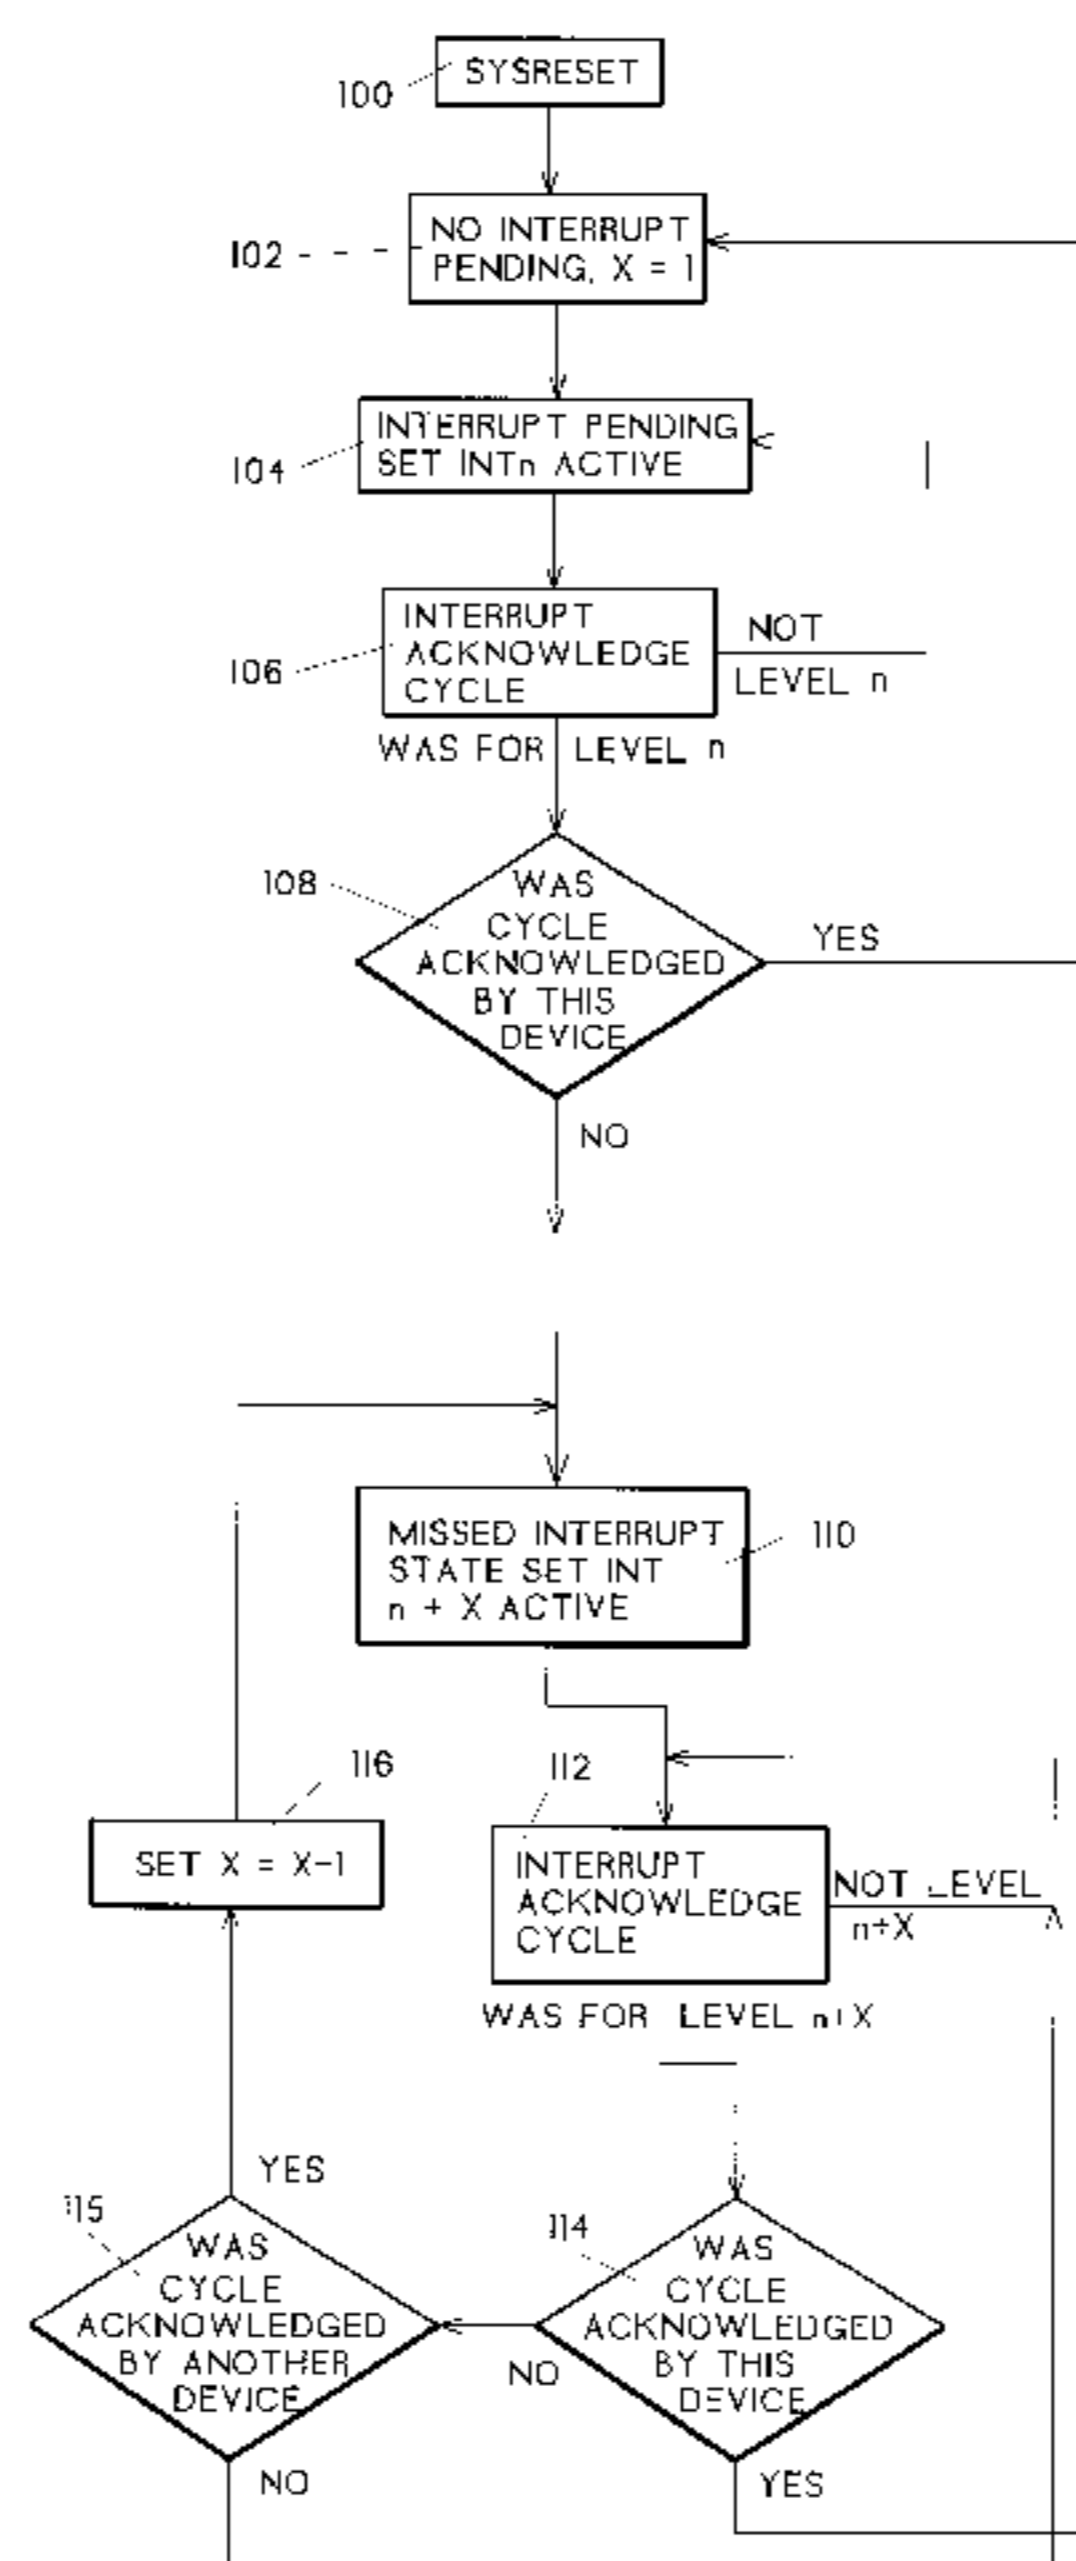 SYSRESET
100
NO INTERRUPT
PENDING, X = 1
102
INTERRUPT PENDING
SET INTn ACTIVE
104
INTERRUPT
ACKNOWLEDGE
CYCLE
106
NOT
LEVEL n
WAS FOR LEVEL n
108
WAS
CYCLE
ACKNOWLEDGED
BY THIS
DEVICE
YES
NO
MISSED INTERRUPT
STATE SET INT
n + X ACTIVE
110
116
112
SET X = X-1
INTERRUPT
ACKNOWLEDGE
CYCLE
NOT LEVEL
n+X
WAS FOR LEVEL n+X
YES
115
WAS
CYCLE
ACKNOWLEDGED
BY ANOTHER
DEVICE
114
WAS
CYCLE
ACKNOWLEDGED
BY THIS
DEVICE
NO
NO
YES